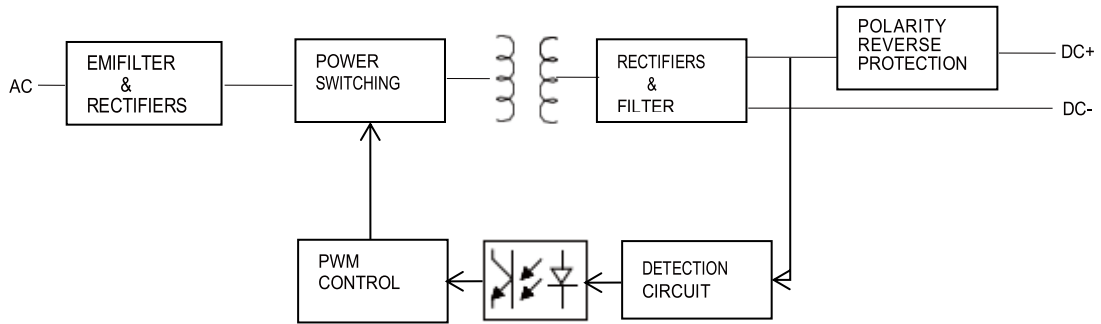 AC
EMIFILTER
&
RECTIFIERS
POWER
SWITCHING
RECTIFIERS
&
FILTER
POLARITY
REVERSE
PROTECTION
DC+
DC-
PWM
CONTROL
DETECTION
CIRCUIT